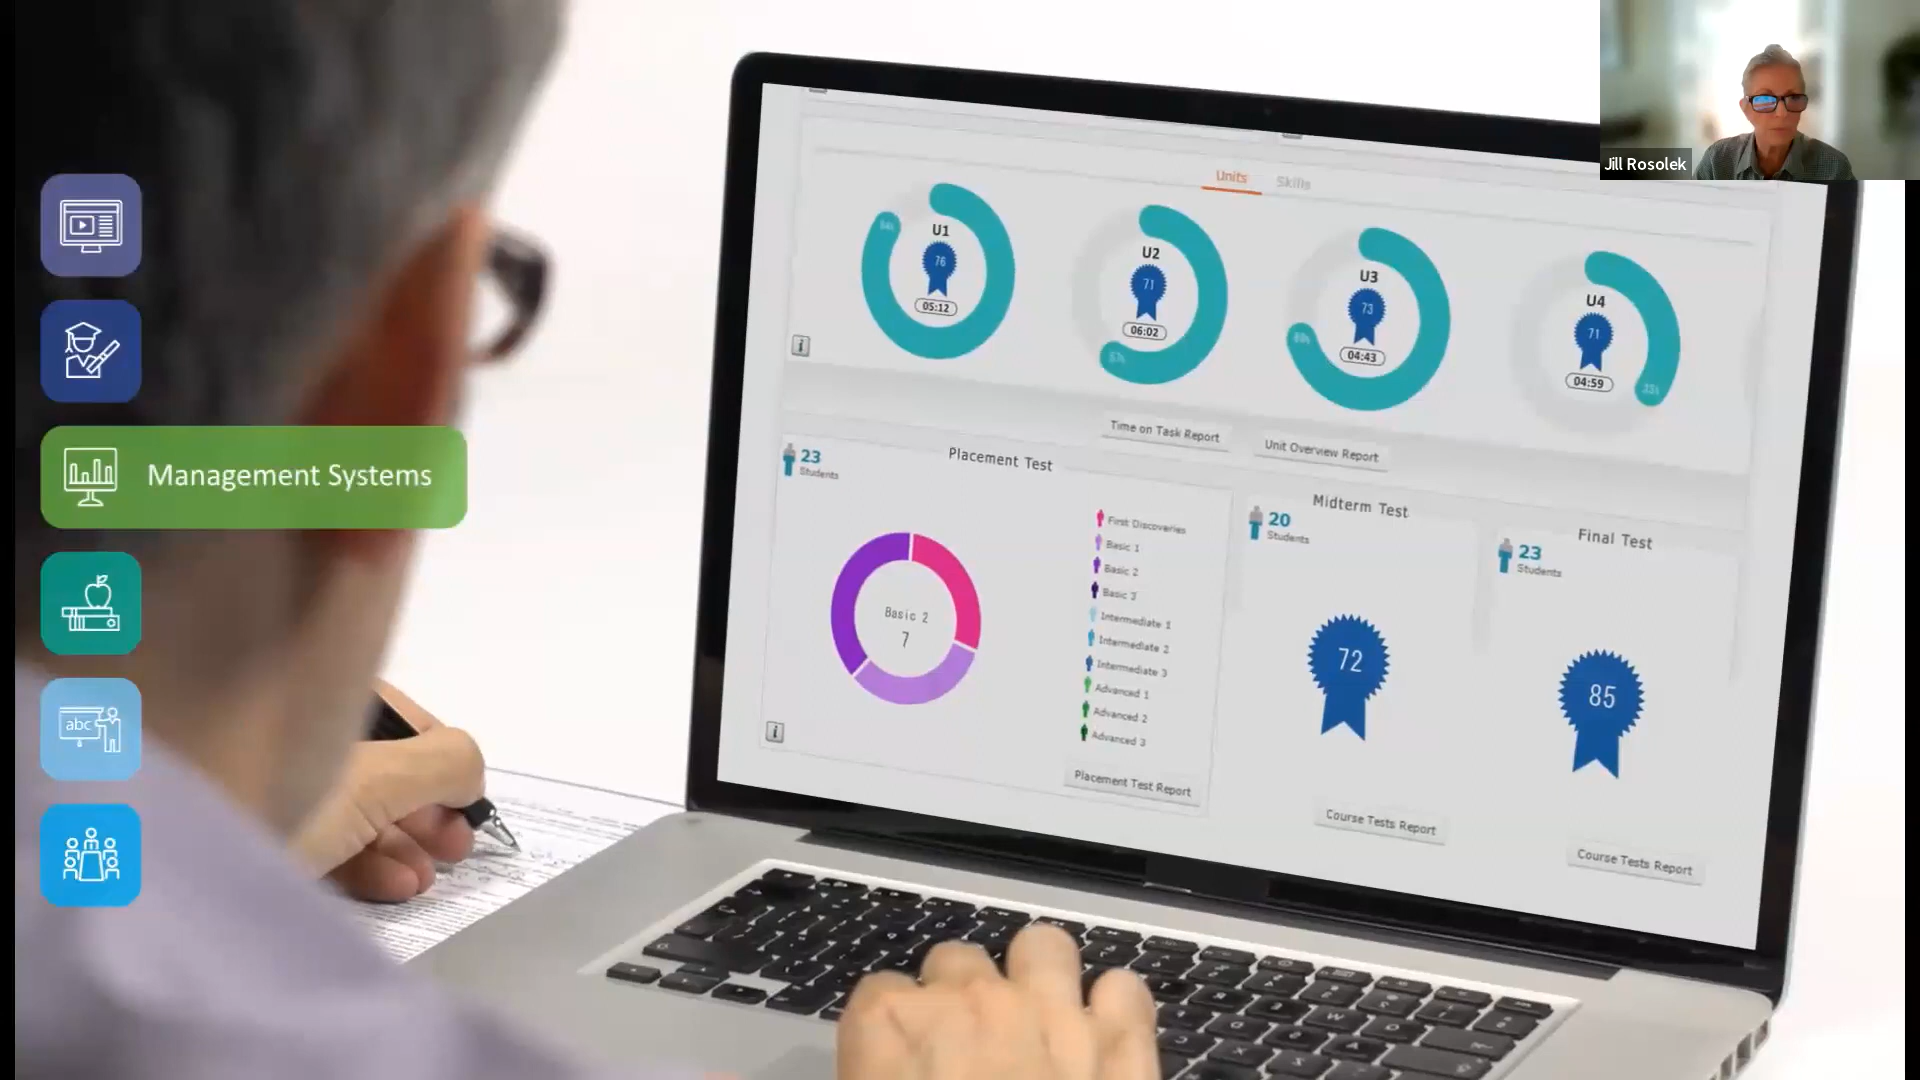 Jill Rosolek
Units Skills
84%
U1
76
05:12
U2
71
06:02
57%
U3
73
04:43
U4
71
04:59
i
Time on Task Report
Unit Overview Report
23
Students
Placement Test
First Discoveries
Basic 1
Basic 2
Basic 3
Intermediate 1
Intermediate 2
Intermediate 3
Advanced 1
Advanced 2
Advanced 3
Basic 2
7
i
Placement Test Report
Midterm Test
20
Students
72
Course Tests Report
Final Test
23
Students
85
Course Tests Report
Management Systems
abc